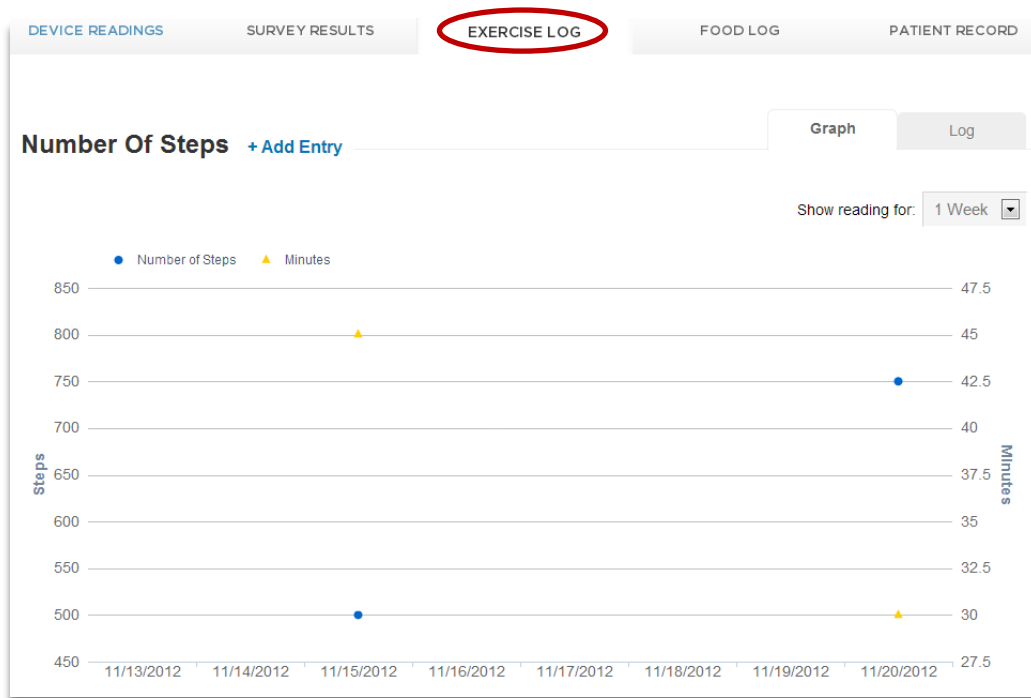 DEVICE READINGS SURVEY RESULTS EXERCISE LOG FOOD LOG PATIENT RECORD
Graph Log
Number Of Steps + Add Entry
Show reading for: 1 Week
Number of Steps Minutes
850 47.5
800 45
750 42.5
700 40
Steps
Minutes
650 37.5
600 35
550 32.5
500 30
450 27.5
11/13/2012 11/14/2012 11/15/2012 11/16/2012 11/17/2012 11/18/2012 11/19/2012 11/20/2012